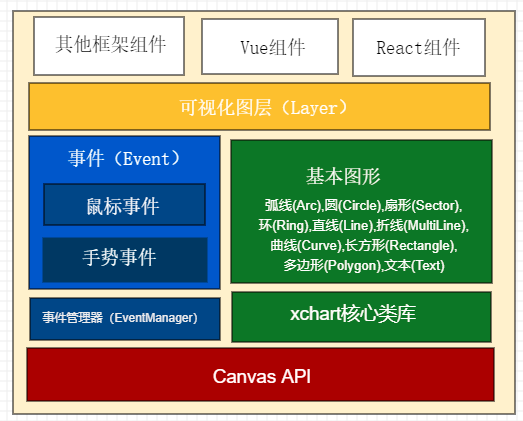 其他框架组件
Vue组件
React组件
可视化图层（Layer）
事件（Event）
鼠标事件
手势事件
基本图形
弧线(Arc),圆(Circle),扇形(Sector),
环(Ring),直线(Line),折线(MultiLine),
曲线(Curve),长方形(Rectangle),
多边形(Polygon),文本(Text)
事件管理器（EventManager）
xchart核心类库
Canvas API